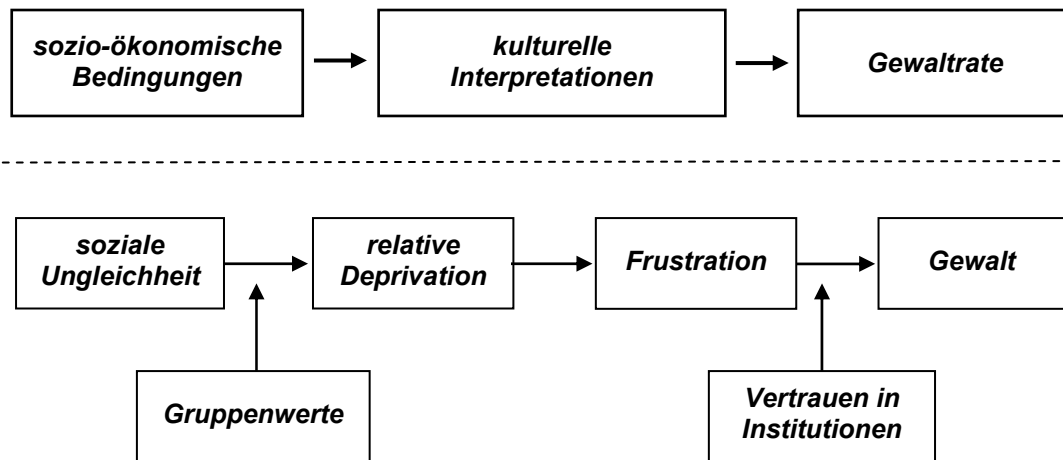 sozio-ökonomische
Bedingungen
kulturelle
Interpretationen
Gewaltrate
soziale
Ungleichheit
relative
Deprivation
Frustration
Gewalt
Gruppenwerte
Vertrauen in
Institutionen